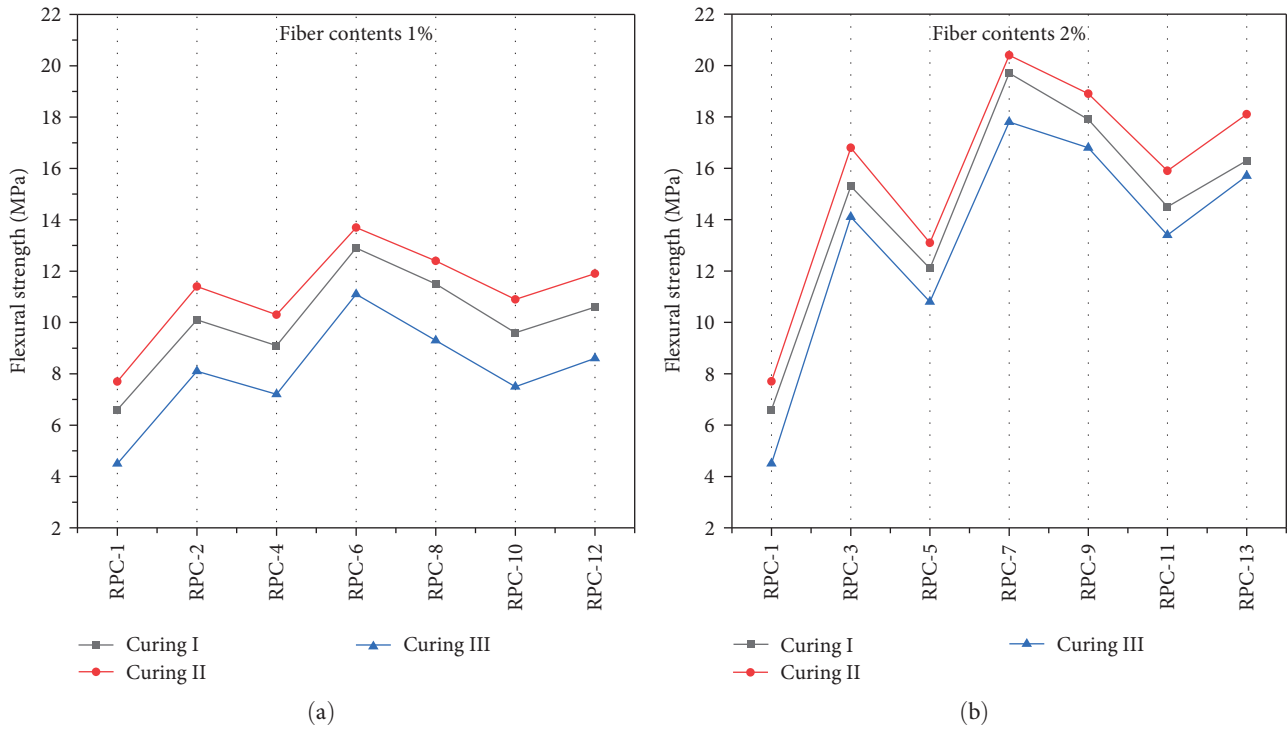 Fiber contents 1%
22
20
18
16
14
12
10
8
6
4
2
Flexural strength (MPa)
RPC-1
RPC-2
RPC-4
RPC-6
RPC-8
RPC-10
RPC-12
Curing I
Curing II
Curing III
(a)
Fiber contents 2%
22
20
18
16
14
12
10
8
6
4
2
Flexural strength (MPa)
RPC-1
RPC-3
RPC-5
RPC-7
RPC-9
RPC-11
RPC-13
Curing I
Curing II
Curing III
(b)